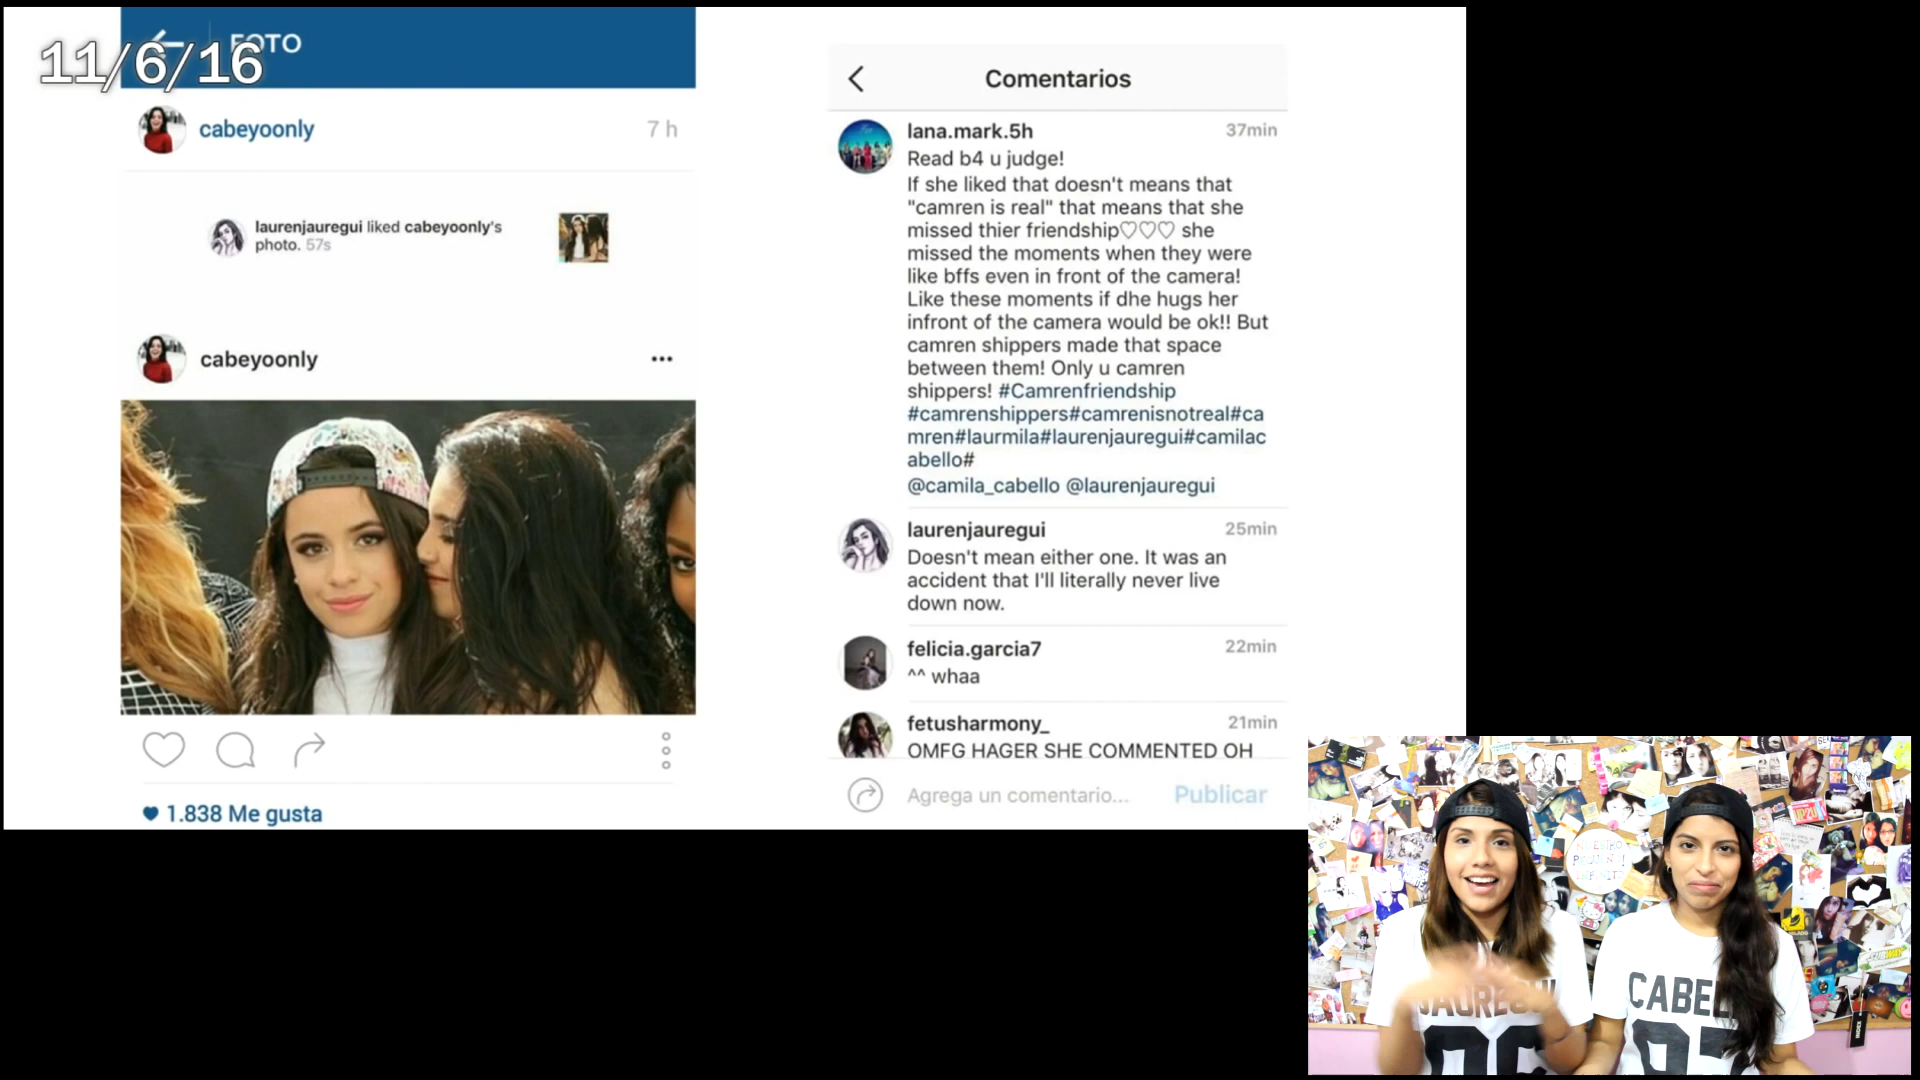 11/6/16
FOTO
cabeyoonly
7 h
laurenjauregui liked cabeyoonly's
photo. 57s
cabeyoonly
1.838 Me gusta
Comentarios
lana.mark.5h
37min
Read b4 u judge!
If she liked that doesn't means that
"camren is real" that means that she
missed thier friendship♡♡♡ she
missed the moments when they were
like bffs even in front of the camera!
Like these moments if dhe hugs her
infront of the camera would be ok!! But
camren shippers made that space
between them! Only u camren
shippers! #Camrenfriendship
#camrenshippers#camrenisnotreal#ca
mren#laurmila#laurenjauregui#camilac
abello#
@camila_cabello @laurenjauregui
laurenjauregui
25min
Doesn't mean either one. It was an
accident that I'll literally never live
down now.
felicia.garcia7
22min
^^ whaa
fetusharmony_
21min
OMFG HAGER SHE COMMENTED OH
Agrega un comentario...
Publicar
NUESTRO
JAUREGUI
CABEL